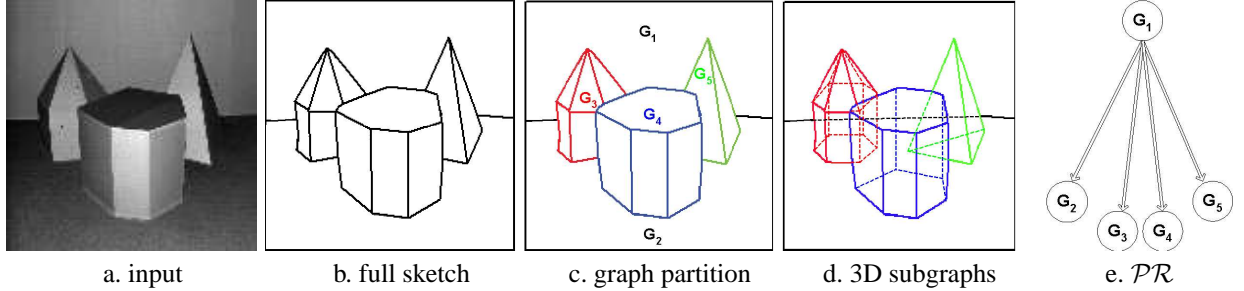 G1
G5
G3
G4
G2
G1
G2
G3
G4
G5
a. input
b. full sketch
c. graph partition
d. 3D subgraphs
e. PR